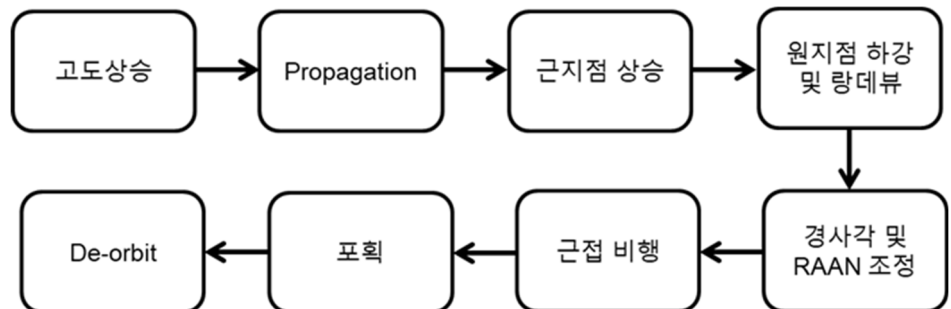 고도상승
Propagation
근지점 상승
원지점 하강
및 랑데뷰
경사각 및
RAAN 조정
근접 비행
포획
De-orbit